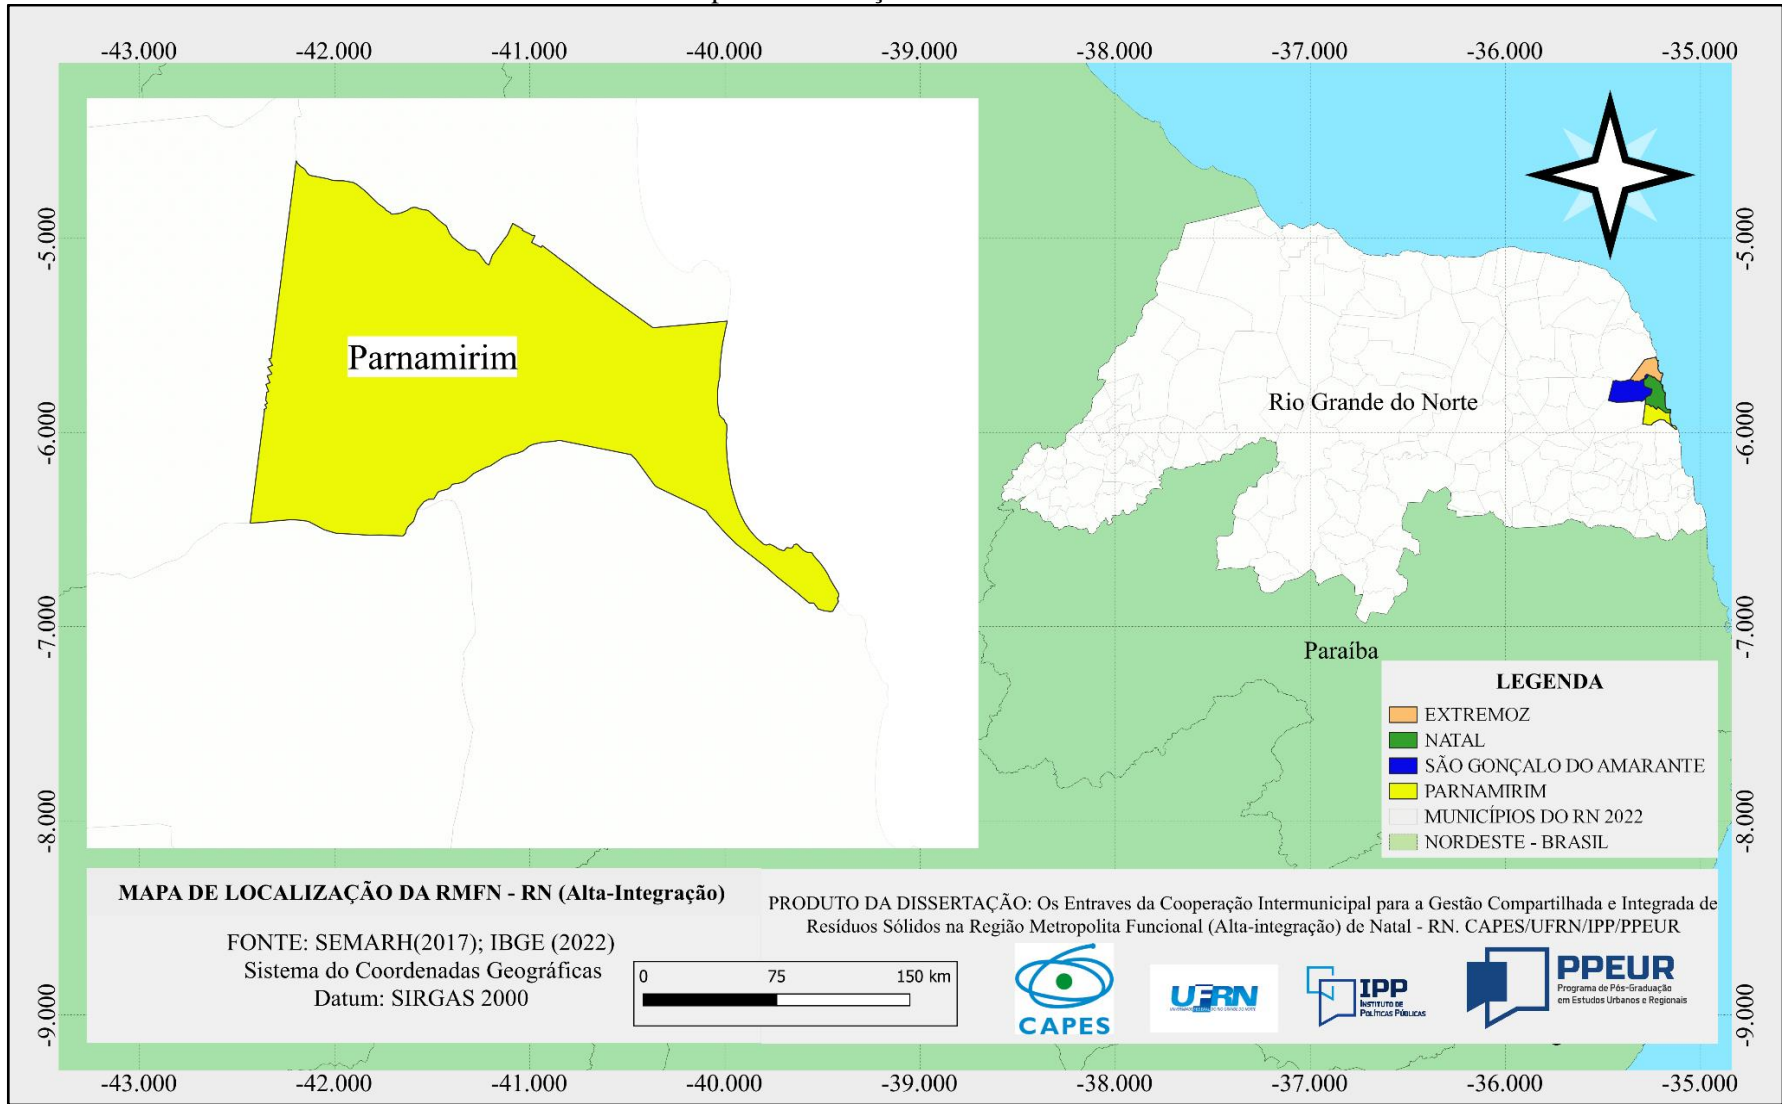 -43.000 -42.000 -41.000 -40.000 -39.000 -38.000 -37.000 -36.000 -35.000
-5.000 -5.000
Parnamirim
Rio Grande do Norte
-6.000 -6.000
-7.000 -7.000
Paraíba
LEGENDA
EXTREMOZ
NATAL
SÃO GONÇALO DO AMARANTE
PARNAMIRIM
MUNICÍPIOS DO RN 2022
NORDESTE - BRASIL
-8.000 -8.000
MAPA DE LOCALIZAÇÃO DA RMFN - RN (Alta-Integração)
FONTE: SEMARH(2017); IBGE (2022)
Sistema do Coordenadas Geográficas
Datum: SIRGAS 2000
0 75 150 km
PRODUTO DA DISSERTAÇÃO: Os Entraves da Cooperação Intermunicipal para a Gestão Compartilhada e Integrada de
Resíduos Sólidos na Região Metropolita Funcional (Alta-integração) de Natal - RN. CAPES/UFRN/IPP/PPEUR
CAPES
UFRN
IPP
INSTITUTO DE
POLÍTICAS PÚBLICAS
PPEUR
Programa de Pós-Graduação
em Estudos Urbanos e Regionais
-9.000 -9.000
-43.000 -42.000 -41.000 -40.000 -39.000 -38.000 -37.000 -36.000 -35.000